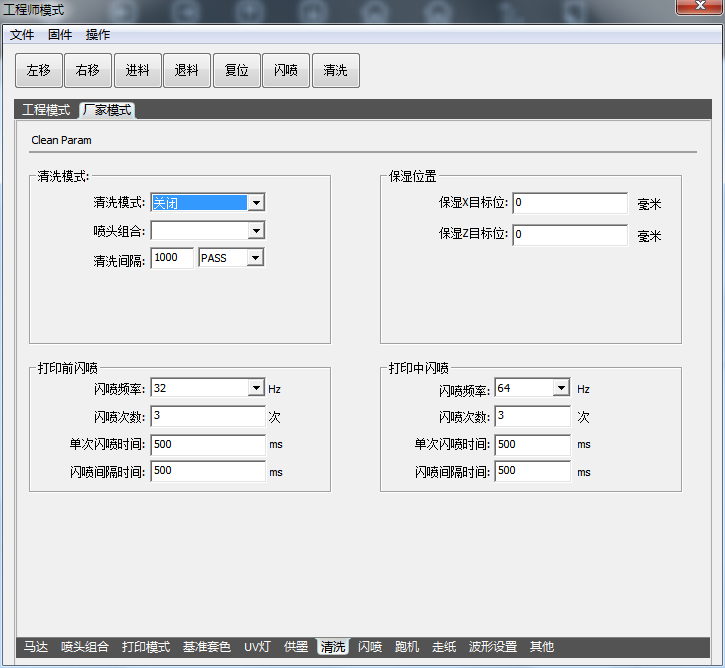 工程师模式
文件 固件 操作
左移 右移 进料 退料 复位 闪喷 清洗
工程模式 厂家模式
Clean Param
清洗模式:
清洗模式: 关闭
喷头组合:
清洗间隔: 1000 PASS
保湿位置
保湿X目标位: 0 毫米
保湿Z目标位: 0 毫米
打印前闪喷
闪喷频率: 32 Hz
闪喷次数: 3 次
单次闪喷时间: 500 ms
闪喷间隔时间: 500 ms
打印中闪喷
闪喷频率: 64 Hz
闪喷次数: 3 次
单次闪喷时间: 500 ms
闪喷间隔时间: 500 ms
马达 喷头组合 打印模式 基准套色 UV灯 供墨 清洗 闪喷 跑机 走纸 波形设置 其他